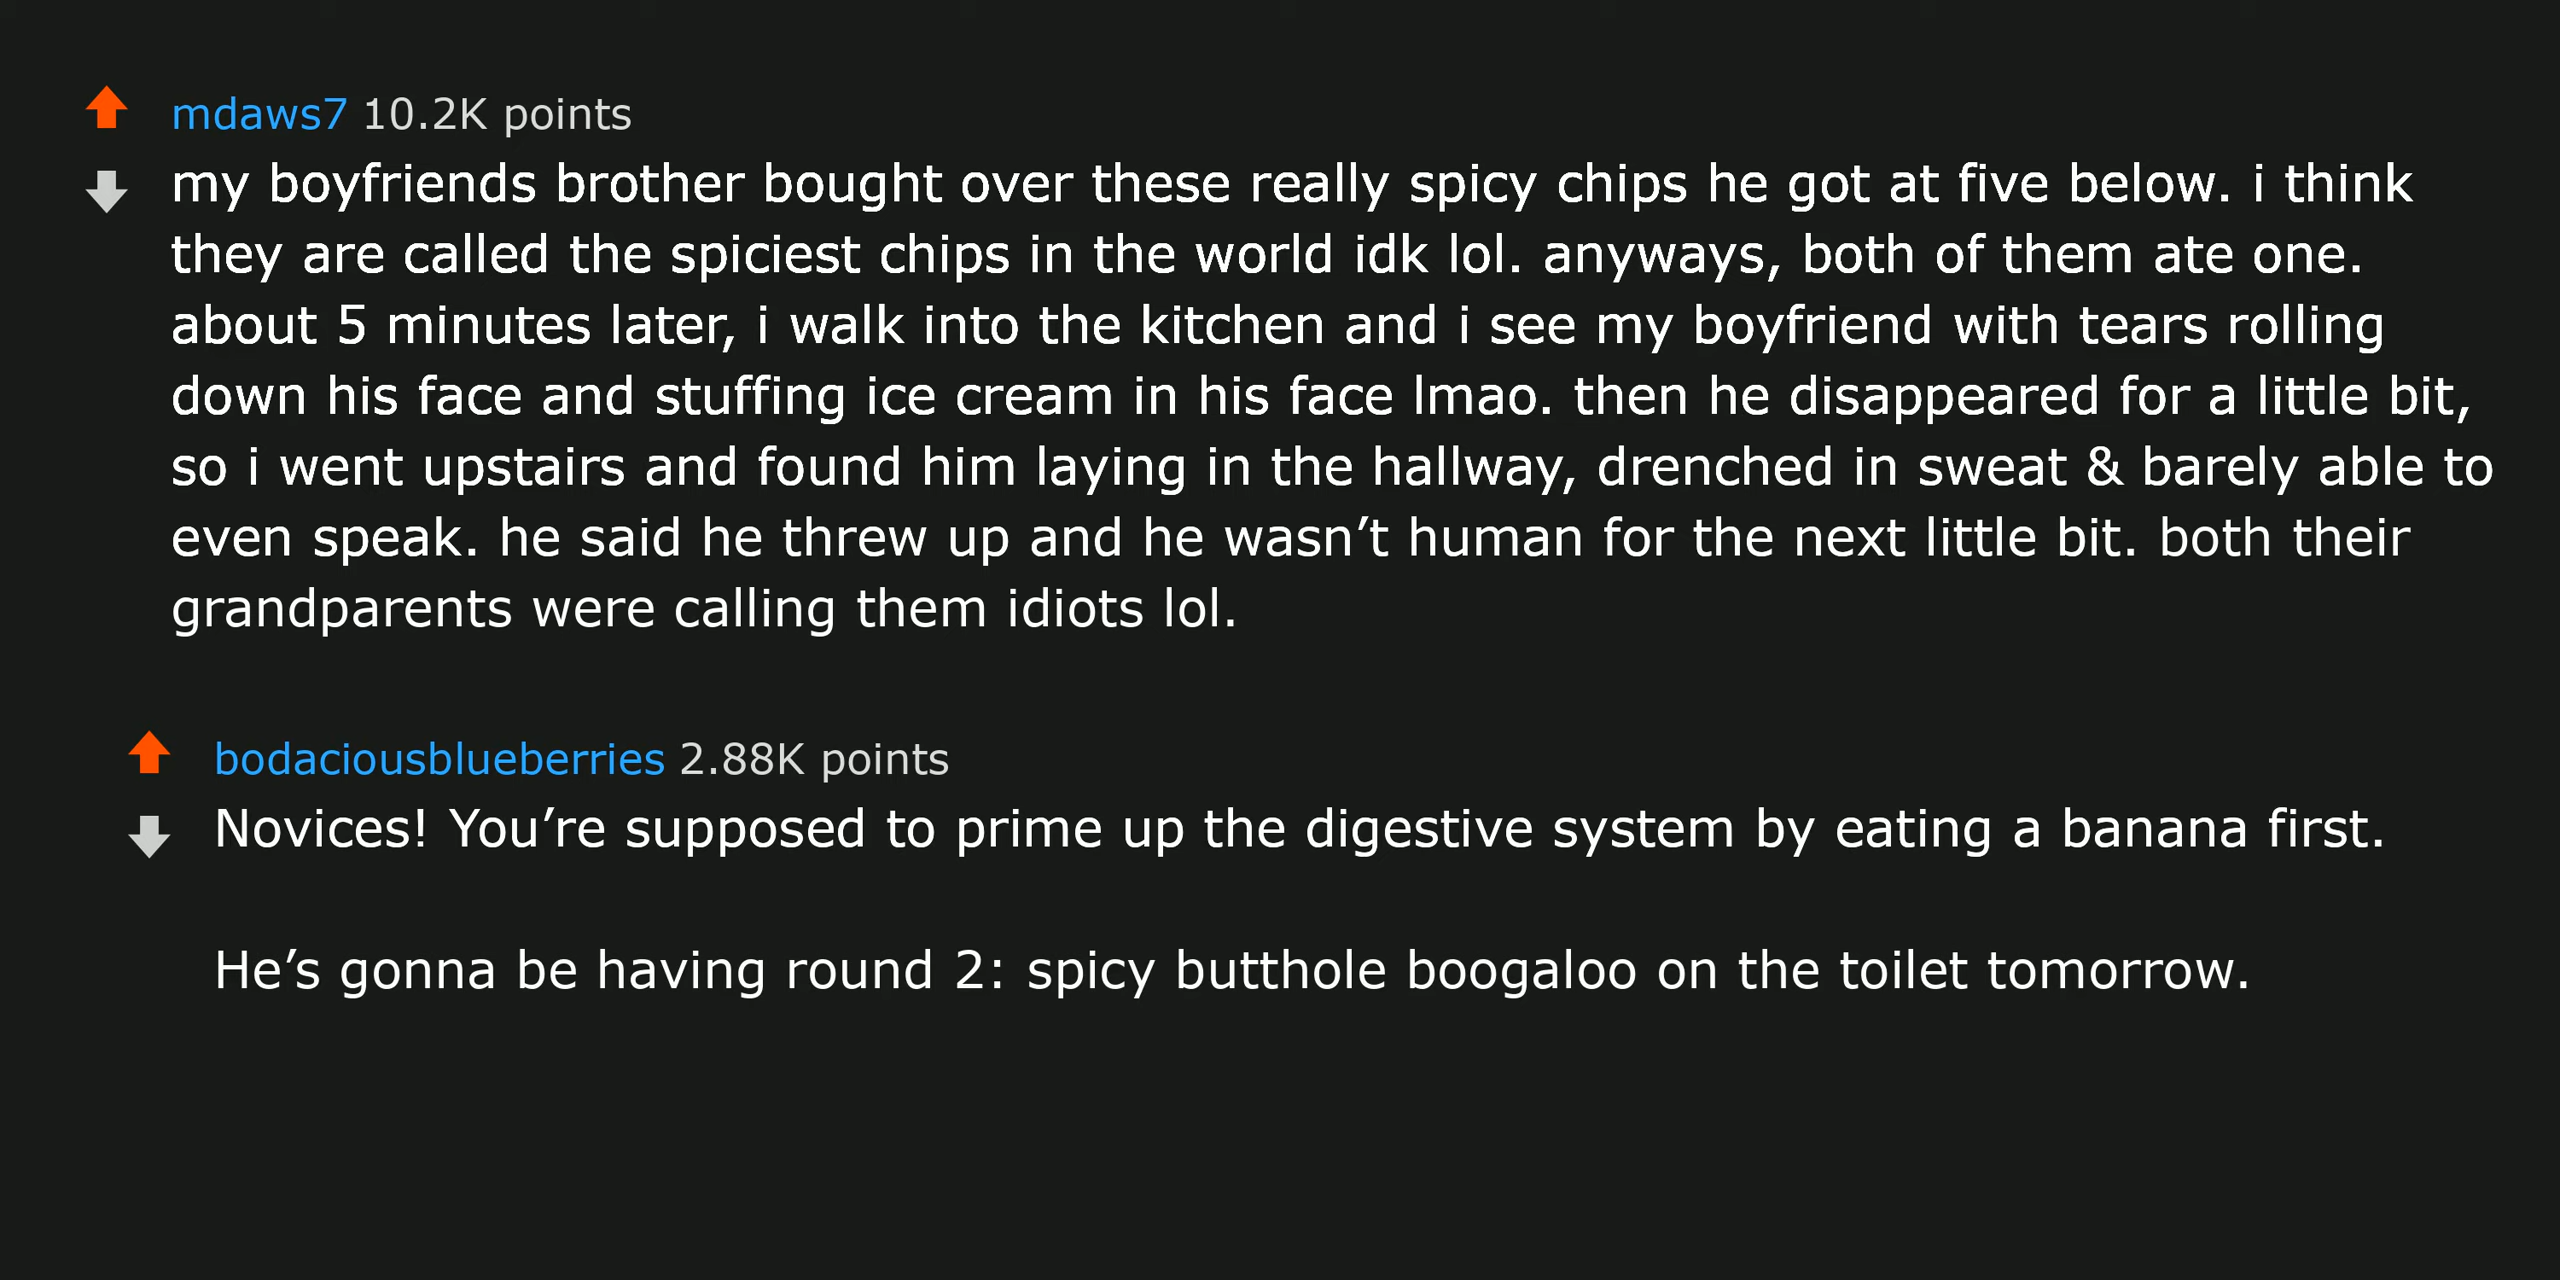 mdaws7 10.2K points
my boyfriends brother bought over these really spicy chips he got at five below. i think
they are called the spiciest chips in the world idk lol. anyways, both of them ate one.
about 5 minutes later, i walk into the kitchen and i see my boyfriend with tears rolling
down his face and stuffing ice cream in his face lmao. then he disappeared for a little bit,
so i went upstairs and found him laying in the hallway, drenched in sweat & barely able to
even speak. he said he threw up and he wasn’t human for the next little bit. both their
grandparents were calling them idiots lol.
bodaciousblueberries 2.88K points
Novices! You’re supposed to prime up the digestive system by eating a banana first.
He’s gonna be having round 2: spicy butthole boogaloo on the toilet tomorrow.